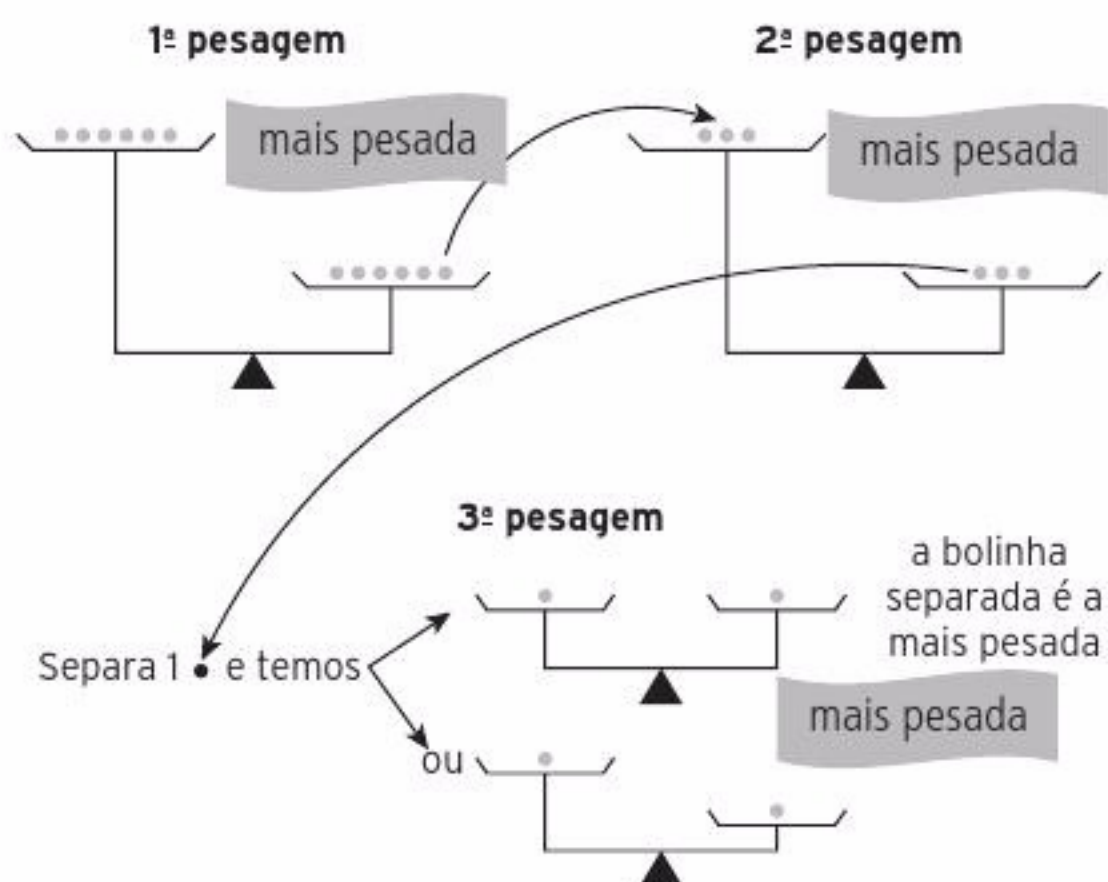 1ª pesagem
2ª pesagem
mais pesada
mais pesada
3ª pesagem
a bolinha
separada é a
mais pesada
Separa 1 • e temos
mais pesada
ou